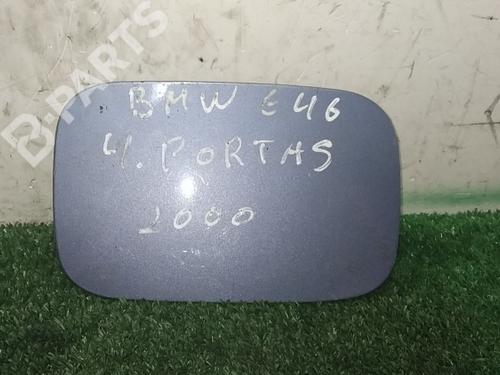 B-PARTS
BMW E46
4. PORTAS
2000